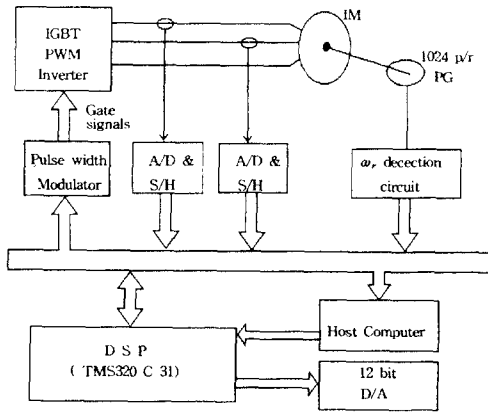 IGBT
PWM
Inverter
IM
1024 p/r
PG
Gate
signals
Pulse width
Modulator
A/D &
S/H
A/D &
S/H
ω_r decection
circuit
D S P
( TMS320 C 31)
Host Computer
12 bit
D/A